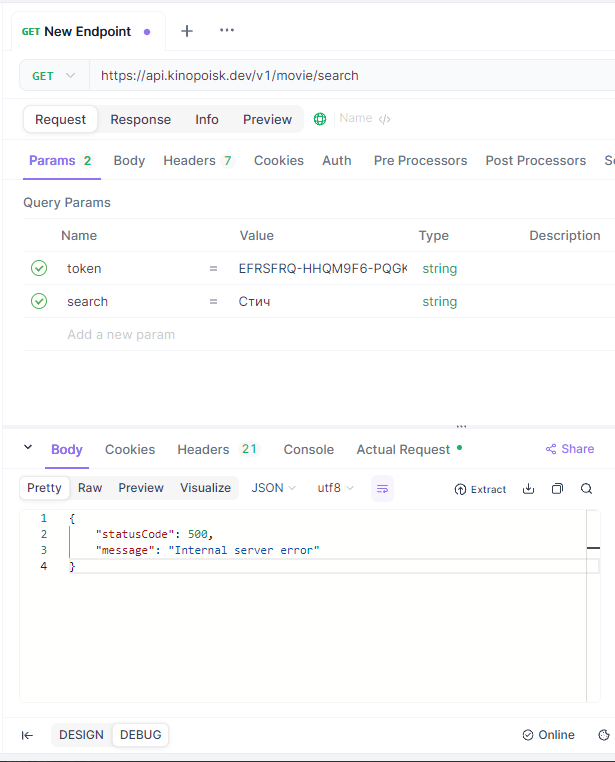 GET New Endpoint
GET https://api.kinopoisk.dev/v1/movie/search
Request Response Info Preview Name </>
Params 2 Body Headers 7 Cookies Auth Pre Processors Post Processors
Query Params
Name Value Type Description
token = EFRSFRQ-HHQM9F6-PQGK string
search = Стич string
Add a new param
Body Cookies Headers 21 Console Actual Request Share
Pretty Raw Preview Visualize JSON utf8 Extract
1 {
2 "statusCode": 500,
3 "message": "Internal server error"
4 }
DESIGN DEBUG Online